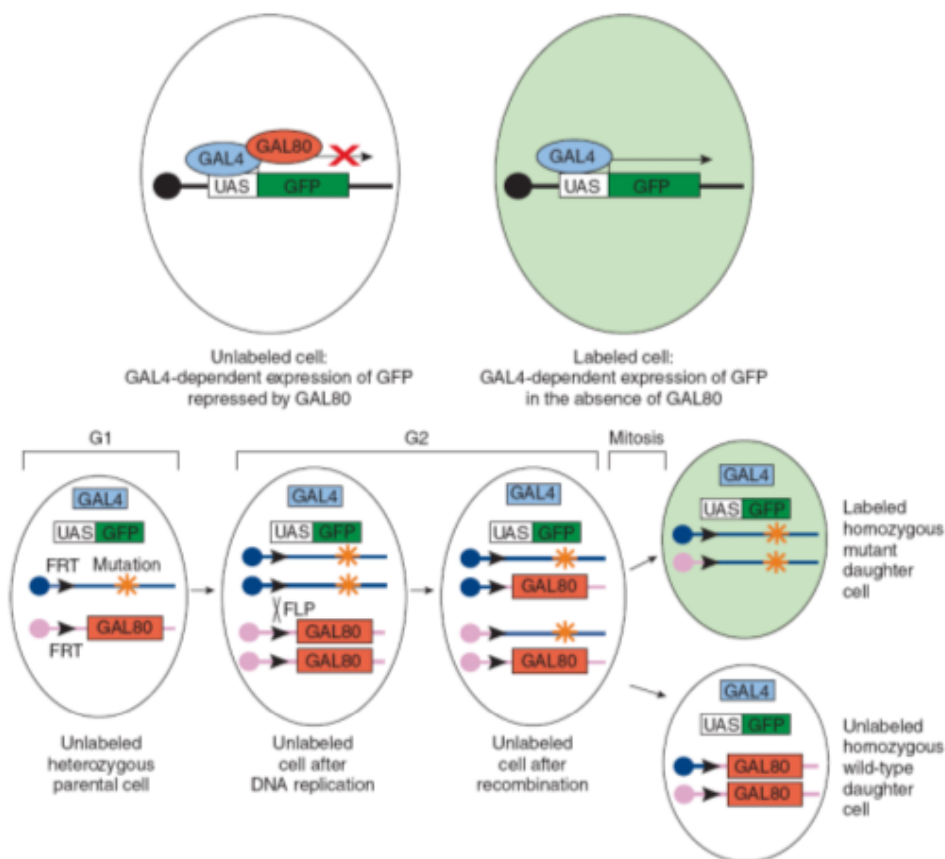 GAL4
GAL80
UAS
GFP
GAL4
UAS
GFP
Unlabeled cell:
GAL4-dependent expression of GFP
repressed by GAL80
Labeled cell:
GAL4-dependent expression of GFP
in the absence of GAL80
G1
G2
Mitosis
GAL4
UAS GFP
FRT Mutation
GAL80
FRT
Unlabeled
heterozygous
parental cell
GAL4
UAS GFP
FLP
GAL80
GAL80
Unlabeled
cell after
DNA replication
GAL4
UAS GFP
GAL80
GAL80
Unlabeled
cell after
recombination
GAL4
UAS GFP
Labeled
homozygous
mutant
daughter
cell
GAL4
UAS GFP
GAL80
GAL80
Unlabeled
homozygous
wild-type
daughter
cell